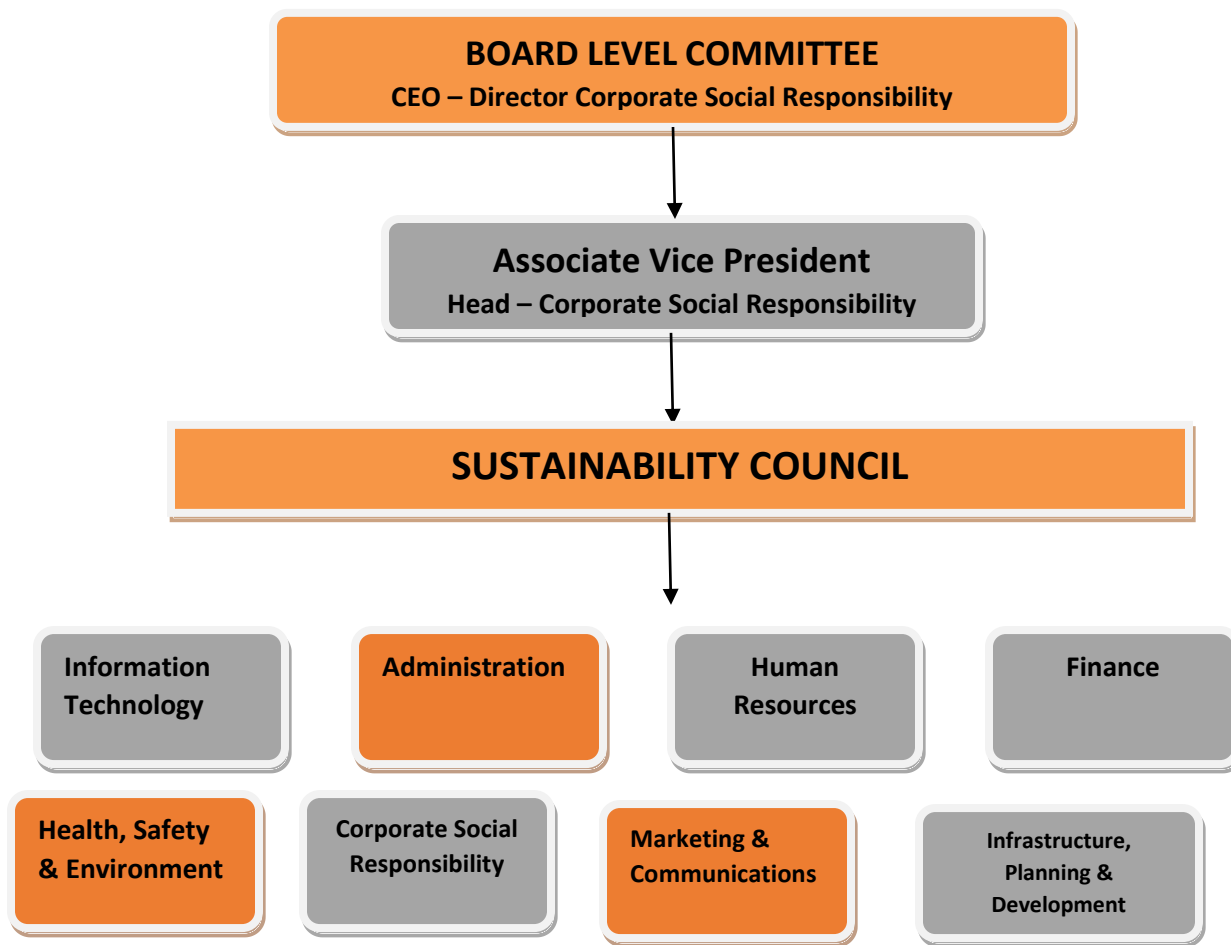 BOARD LEVEL COMMITTEE
CEO – Director Corporate Social Responsibility
Associate Vice President
Head – Corporate Social Responsibility
SUSTAINABILITY COUNCIL
Information
Technology
Administration
Human
Resources
Finance
Health, Safety
& Environment
Corporate Social
Responsibility
Marketing &
Communications
Infrastructure,
Planning &
Development